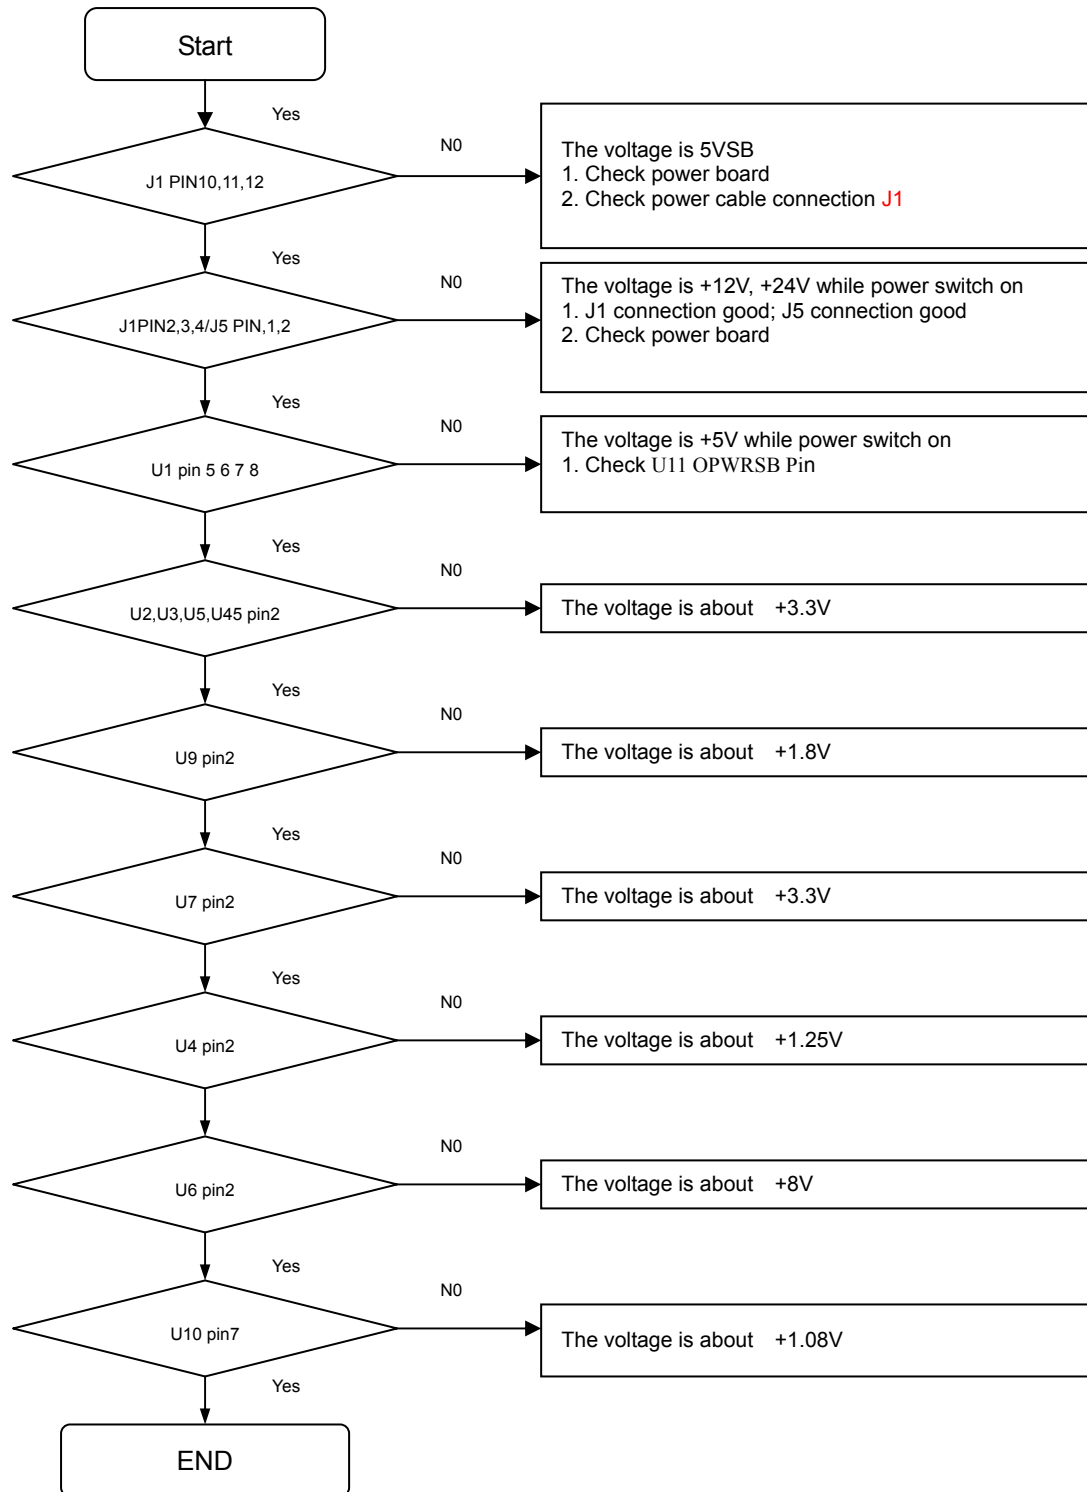 Start
Yes
J1 PIN10,11,12
N0
The voltage is 5VSB
1. Check power board
2. Check power cable connection J1
Yes
J1PIN2,3,4/J5 PIN,1,2
N0
The voltage is +12V, +24V while power switch on
1. J1 connection good; J5 connection good
2. Check power board
Yes
U1 pin 5 6 7 8
N0
The voltage is +5V while power switch on
1. Check U11 OPWRSB Pin
Yes
U2,U3,U5,U45 pin2
N0
The voltage is about +3.3V
Yes
U9 pin2
N0
The voltage is about +1.8V
Yes
U7 pin2
N0
The voltage is about +3.3V
Yes
U4 pin2
N0
The voltage is about +1.25V
U6 pin2
N0
The voltage is about +8V
Yes
U10 pin7
N0
The voltage is about +1.08V
Yes
END